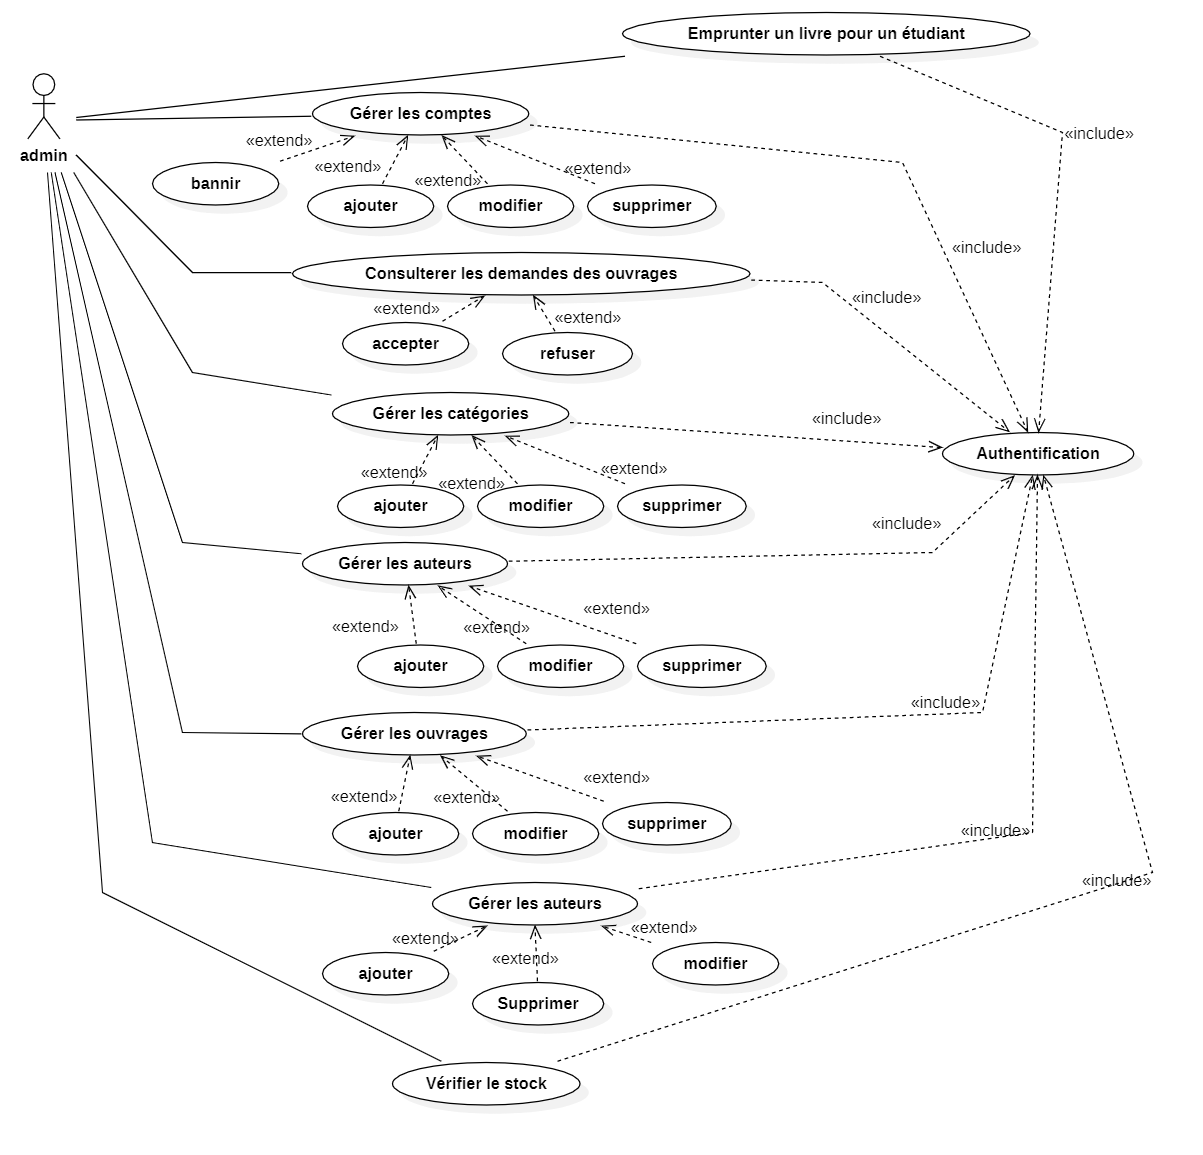 Emprunter un livre pour un étudiant
admin
Gérer les comptes
«extend»
«extend»
«extend»
«extend»
«include»
bannir
ajouter
modifier
supprimer
«include»
Consulterer les demandes des ouvrages
«extend»
«extend»
«include»
accepter
refuser
Gérer les catégories
«include»
Authentification
«extend»
«extend»
«extend»
ajouter
modifier
supprimer
«include»
Gérer les auteurs
«extend»
«extend»
«extend»
ajouter
modifier
supprimer
«include»
Gérer les ouvrages
«extend»
«extend»
«extend»
ajouter
modifier
supprimer
«include»
«include»
Gérer les auteurs
«extend»
«extend»
«extend»
ajouter
Supprimer
modifier
Vérifier le stock